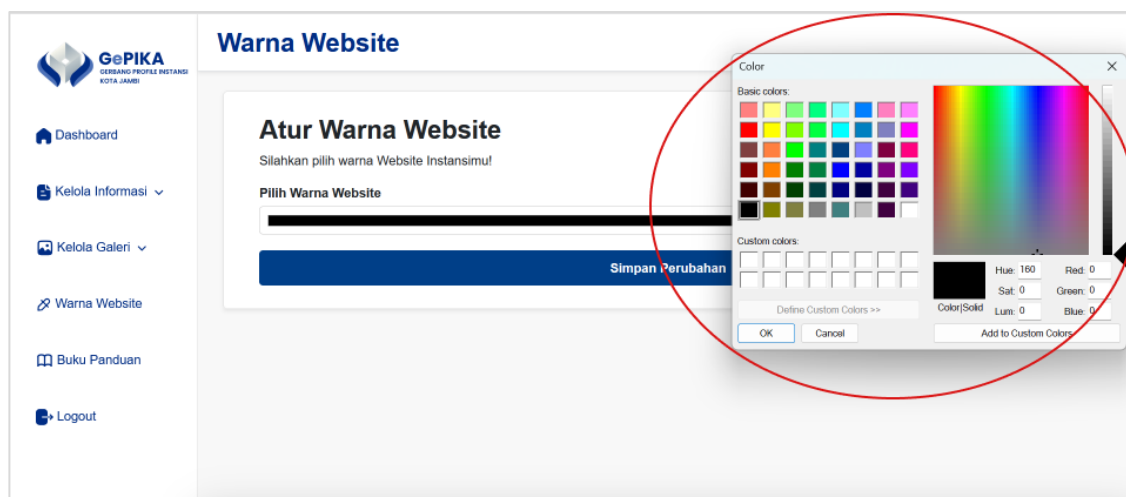 GePIKA
GERBANG PROFILE INSTANSI
KOTA JAMBI
Dashboard
Kelola Informasi
Kelola Galeri
Warna Website
Buku Panduan
Logout
Warna Website
Atur Warna Website
Silahkan pilih warna Website Instansimu!
Pilih Warna Website
Simpan Perubahan
Color
Basic colors:
Custom colors:
Define Custom Colors >>
OK Cancel
Color|Solid
Hue: 160 Red: 0
Sat: 0 Green: 0
Lum: 0 Blue: 0
Add to Custom Colors